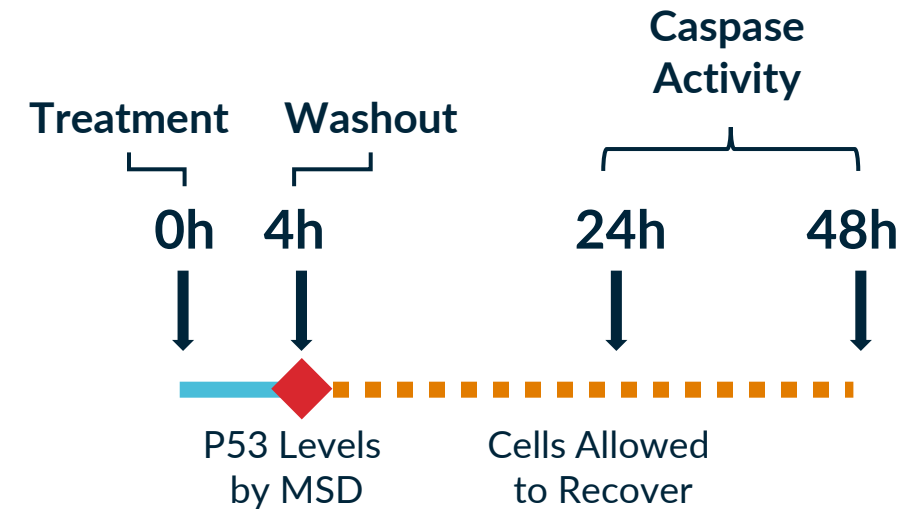 Caspase
Activity
Treatment
Washout
0h
4h
24h
48h
P53 Levels
by MSD
Cells Allowed
to Recover